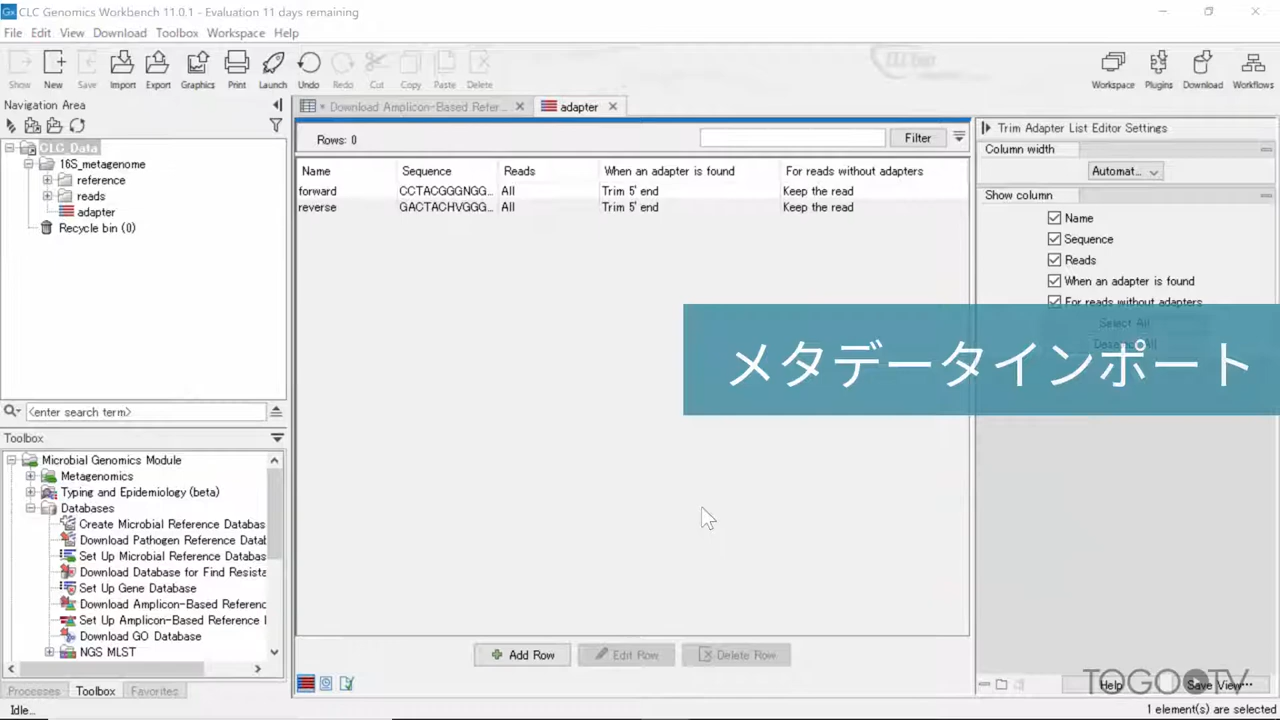 CLC Genomics Workbench 11.0.1 - Evaluation 11 days remaining
File Edit View Download Toolbox Workspace Help
Show New Save Import Export Graphics Print Launch Undo Redo Cut Copy Paste Delete Workspace Plugins Download Workflows
Navigation Area
* Download Amplicon-Based Refer...
adapter
Rows: 0
Filter
Trim Adapter List Editor Settings
CLC_Data
16S_metagenome
reference
reads
adapter
Recycle bin (0)
Name Sequence Reads When an adapter is found For reads without adapters
forward CCTACGGGNGG... All Trim 5' end Keep the read
reverse GACTACHVGGG... All Trim 5' end Keep the read
Column width
Automat...
Show column
Name
Sequence
Reads
When an adapter is found
For reads without adapters
Select All
メタデータインポート
<enter search term>
Toolbox
Microbial Genomics Module
Metagenomics
Typing and Epidemiology (beta)
Databases
Create Microbial Reference Databas
Download Pathogen Reference Datal
Set Up Microbial Reference Databas
Download Database for Find Resista
Set Up Gene Database
Download Amplicon-Based Referenc
Set Up Amplicon-Based Reference I
Download GO Database
NGS MLST
Add Row Edit Row Delete Row
Processes Toolbox Favorites
Help Save View...
TOGO TV
Idle...
1 element(s) are selected